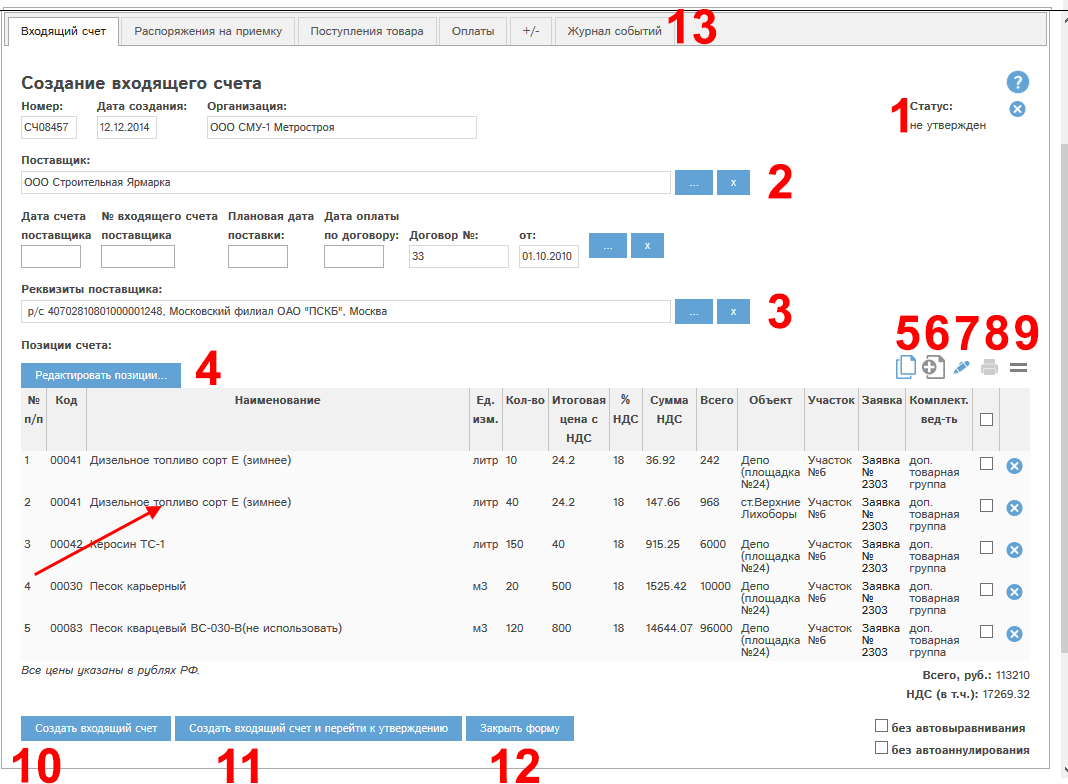 Входящий счет Распоряжения на приемку Поступления товара Оплаты +/- Журнал событий 13
Создание входящего счета ?
Номер: Дата создания: Организация: 1 Статус:
СЧ08457 12.12.2014 ООО СМУ-1 Метростроя не утвержден
Поставщик:
ООО Строительная Ярмарка ... x 2
Дата счета № входящего счета Плановая дата Дата оплаты
поставщика поставщика поставки: по договору: Договор №: от:
33 01.10.2010 ... x
Реквизиты поставщика:
р/с 40702810801000001248, Московский филиал ОАО "ПСКБ", Москва ... x 3
Позиции счета: 5 6 7 8 9
Редактировать позиции... 4
№ Код Наименование Ед. Кол-во Итоговая % Сумма Всего Объект Участок Заявка Комплект.
п/п изм. цена с НДС НДС вед-ть
НДС
1 00041 Дизельное топливо сорт Е (зимнее) литр 10 24.2 18 36.92 242 Депо Участок Заявка доп.
(площадка №6 № товарная
№24) 2303 группа
2 00041 Дизельное топливо сорт Е (зимнее) литр 40 24.2 18 147.66 968 ст.Верхние Участок Заявка доп.
Лихоборы №6 № товарная
2303 группа
3 00042 Керосин ТС-1 литр 150 40 18 915.25 6000 Депо Участок Заявка доп.
(площадка №6 № товарная
№24) 2303 группа
4 00030 Песок карьерный м3 20 500 18 1525.42 10000 Депо Участок Заявка доп.
(площадка №6 № товарная
№24) 2303 группа
5 00083 Песок кварцевый ВС-030-В(не использовать) м3 120 800 18 14644.07 96000 Депо Участок Заявка доп.
(площадка №6 № товарная
№24) 2303 группа
Все цены указаны в рублях РФ.
Всего, руб.: 113210
НДС (в т.ч.): 17269.32
Создать входящий счет Создать входящий счет и перейти к утверждению Закрыть форму без автовыравнивания
без автоаннулирования
10 11 12